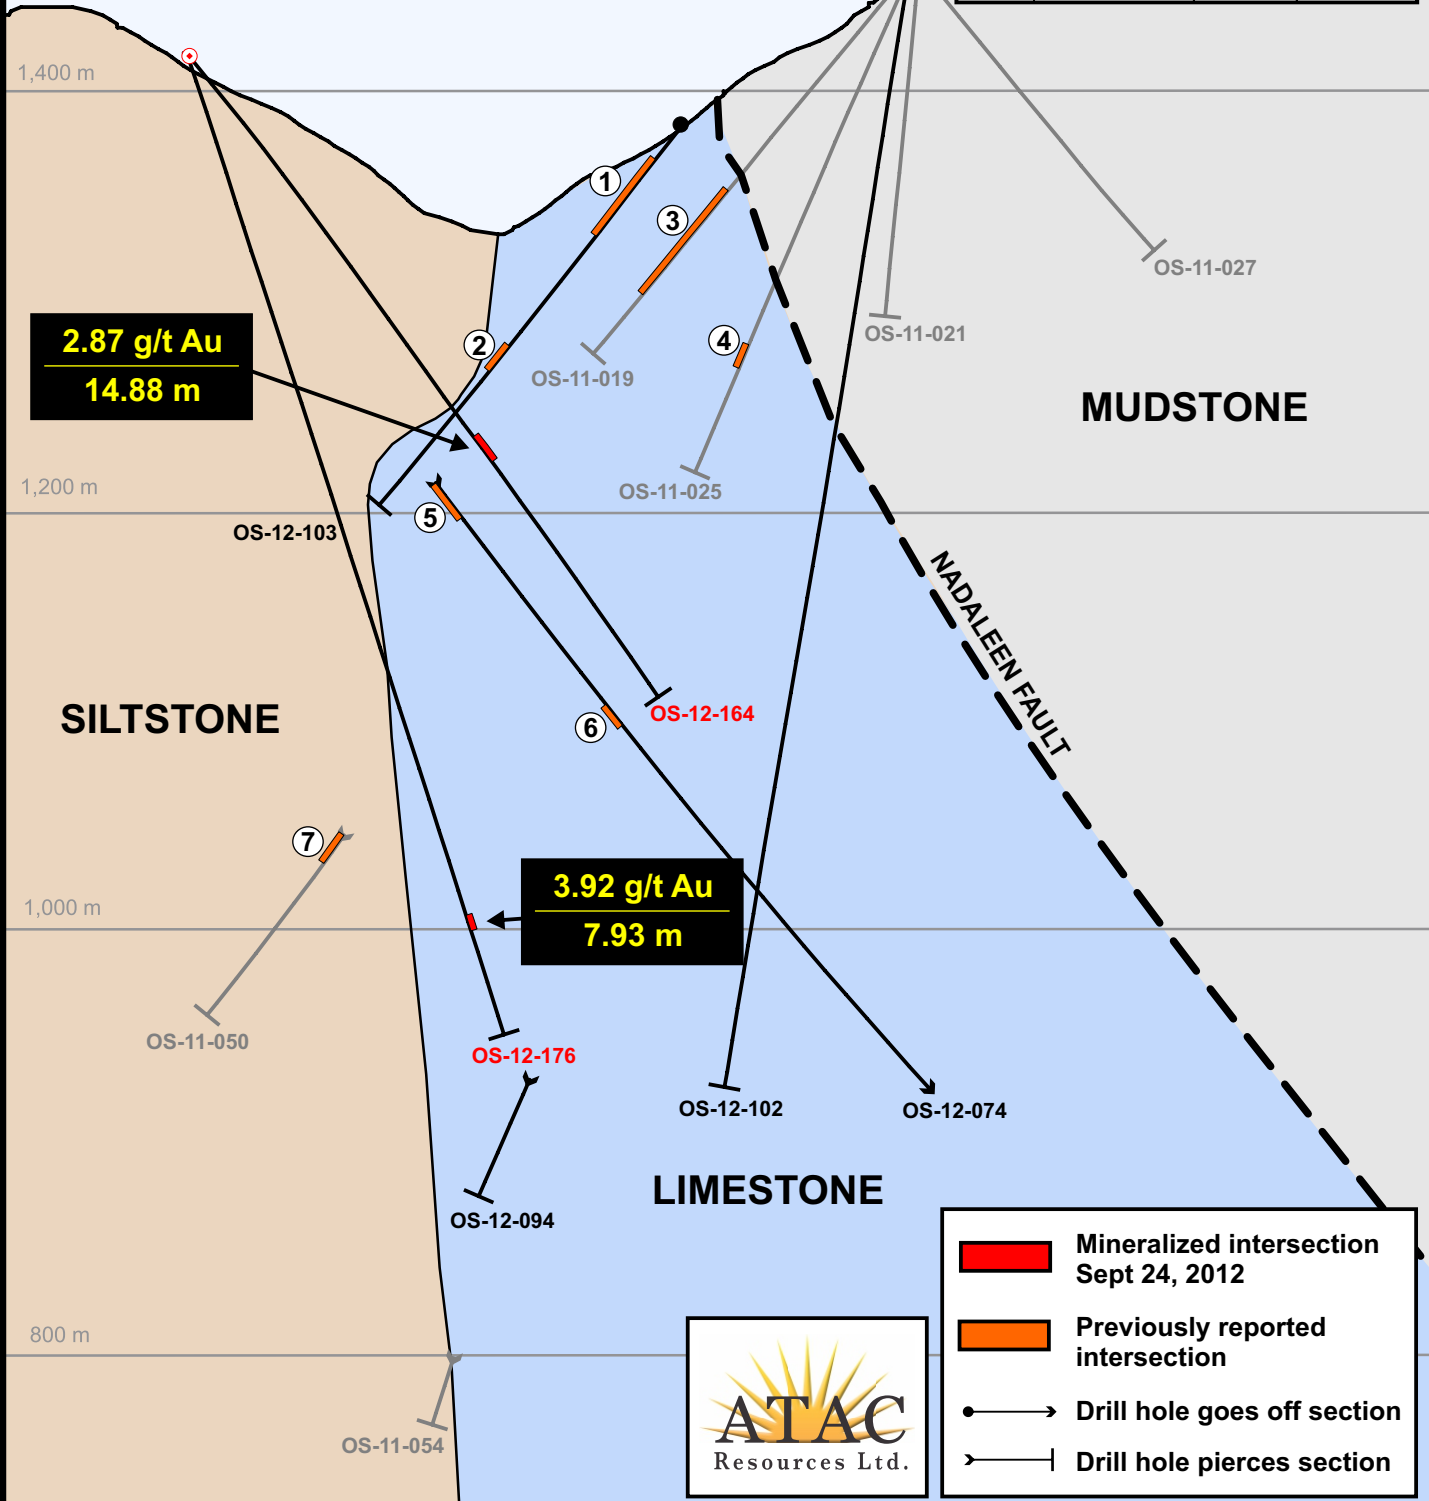 1,400 m
1
3
OS-11-027
OS-11-021
2.87 g/t Au
14.88 m
2
4
OS-11-019
MUDSTONE
1,200 m
OS-11-025
5
OS-12-103
NADALEEN FAULT
SILTSTONE
OS-12-164
6
7
3.92 g/t Au
7.93 m
1,000 m
OS-11-050
OS-12-176
OS-12-102
OS-12-074
LIMESTONE
OS-12-094
800 m
OS-11-054
ATAC
Resources Ltd.
Mineralized intersection
Sept 24, 2012
Previously reported
intersection
Drill hole goes off section
Drill hole pierces section